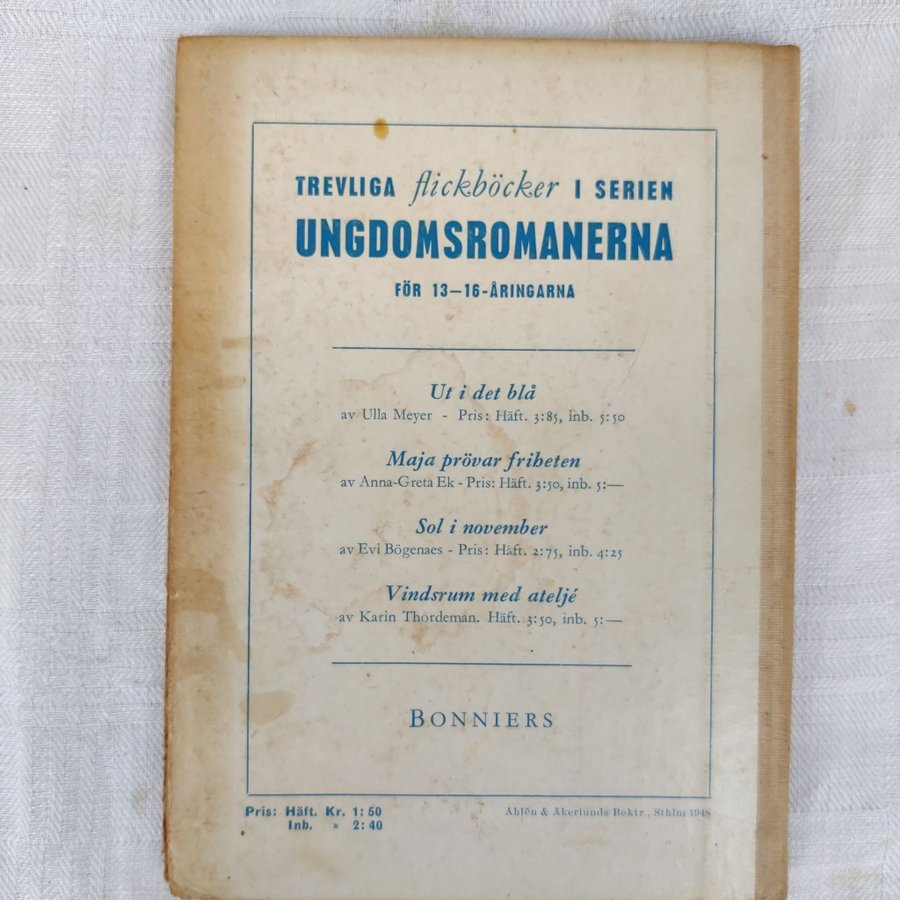 TREVLIGA flickböcker I SERIEN
UNGDOMSROMANERNA
FÖR 13—16-ÅRINGARNA
Ut i det blå
av Ulla Meyer - Pris: Häft. 3:85, inb. 5:50
Maja prövar friheten
av Anna-Greta Ek - Pris: Häft. 3:50, inb. 5:—
Sol i november
av Evi Bögenaes - Pris: Häft. 2:75, inb. 4:25
Vindsrum med ateljé
av Karin Thordeman. Häft. 3:50, inb. 5:—
BONNIERS
Pris: Häft. Kr. 1:50
Inb. » 2:40
Åhlén & Åkerlunds Boktr., Sthlm 1948